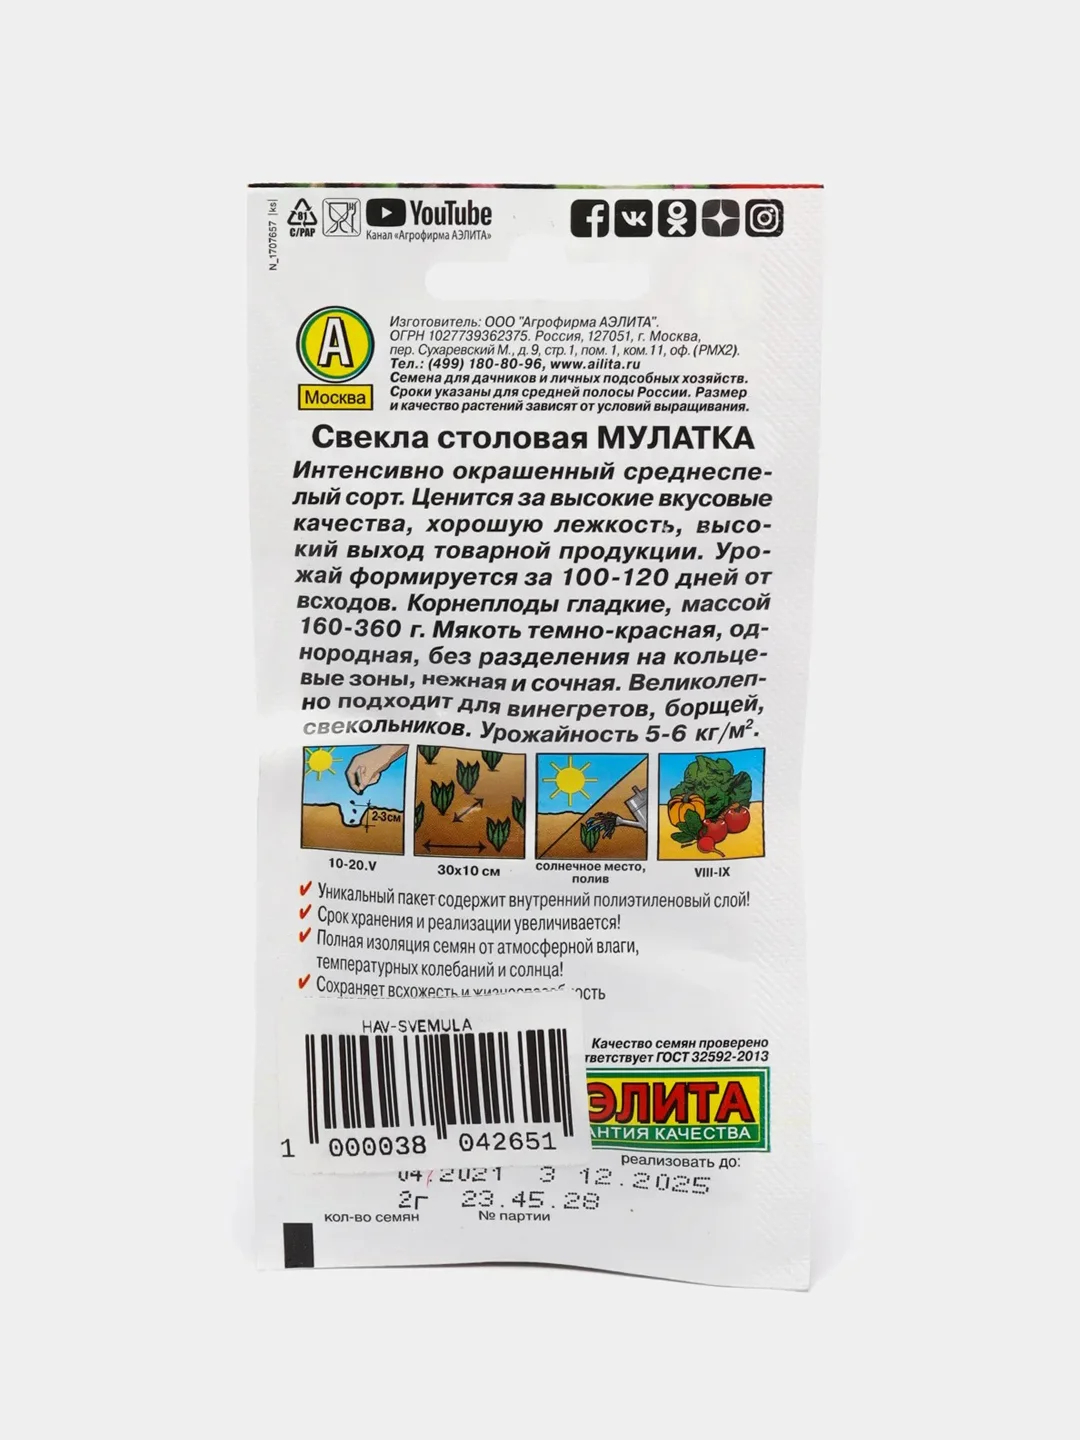 81
C/PAP
YouTube
Канал «Агрофирма АЭЛИТА»
N_1707657 |ks|
А
Москва
Изготовитель: ООО "Агрофирма АЭЛИТА".
ОГРН 1027739362375. Россия, 127051, г. Москва,
пер. Сухаревский М., д. 9, стр. 1, пом. 1, ком. 11, оф. (РМХ2).
Тел.: (499) 180-80-96, www.ailita.ru
Семена для дачников и личных подсобных хозяйств.
Сроки указаны для средней полосы России. Размер
и качество растений зависят от условий выращивания.
Свекла столовая МУЛАТКА
Интенсивно окрашенный среднеспе-
лый сорт. Ценится за высокие вкусовые
качества, хорошую лежкость, высо-
кий выход товарной продукции. Уро-
жай формируется за 100-120 дней от
всходов. Корнеплоды гладкие, массой
160-360 г. Мякоть темно-красная, од-
нородная, без разделения на кольце-
вые зоны, нежная и сочная. Великолеп-
но подходит для винегретов, борщей,
свекольников. Урожайность 5-6 кг/м².
2-3см
10-20.V
30x10 см
солнечное место,
полив
VIII-IX
Уникальный пакет содержит внутренний полиэтиленовый слой!
Срок хранения и реализации увеличивается!
Полная изоляция семян от атмосферной влаги,
температурных колебаний и солнца!
Сохраняет всхожесть и жизнеспособность
HAV-SVEMULA
1 000038 042651
Качество семян проверено
тветствует ГОСТ 32592-2013
ЭЛИТА
АНТИЯ КАЧЕСТВА
реализовать до:
04.2021 3 12.2025
2г 23.45.28
кол-во семян № партии